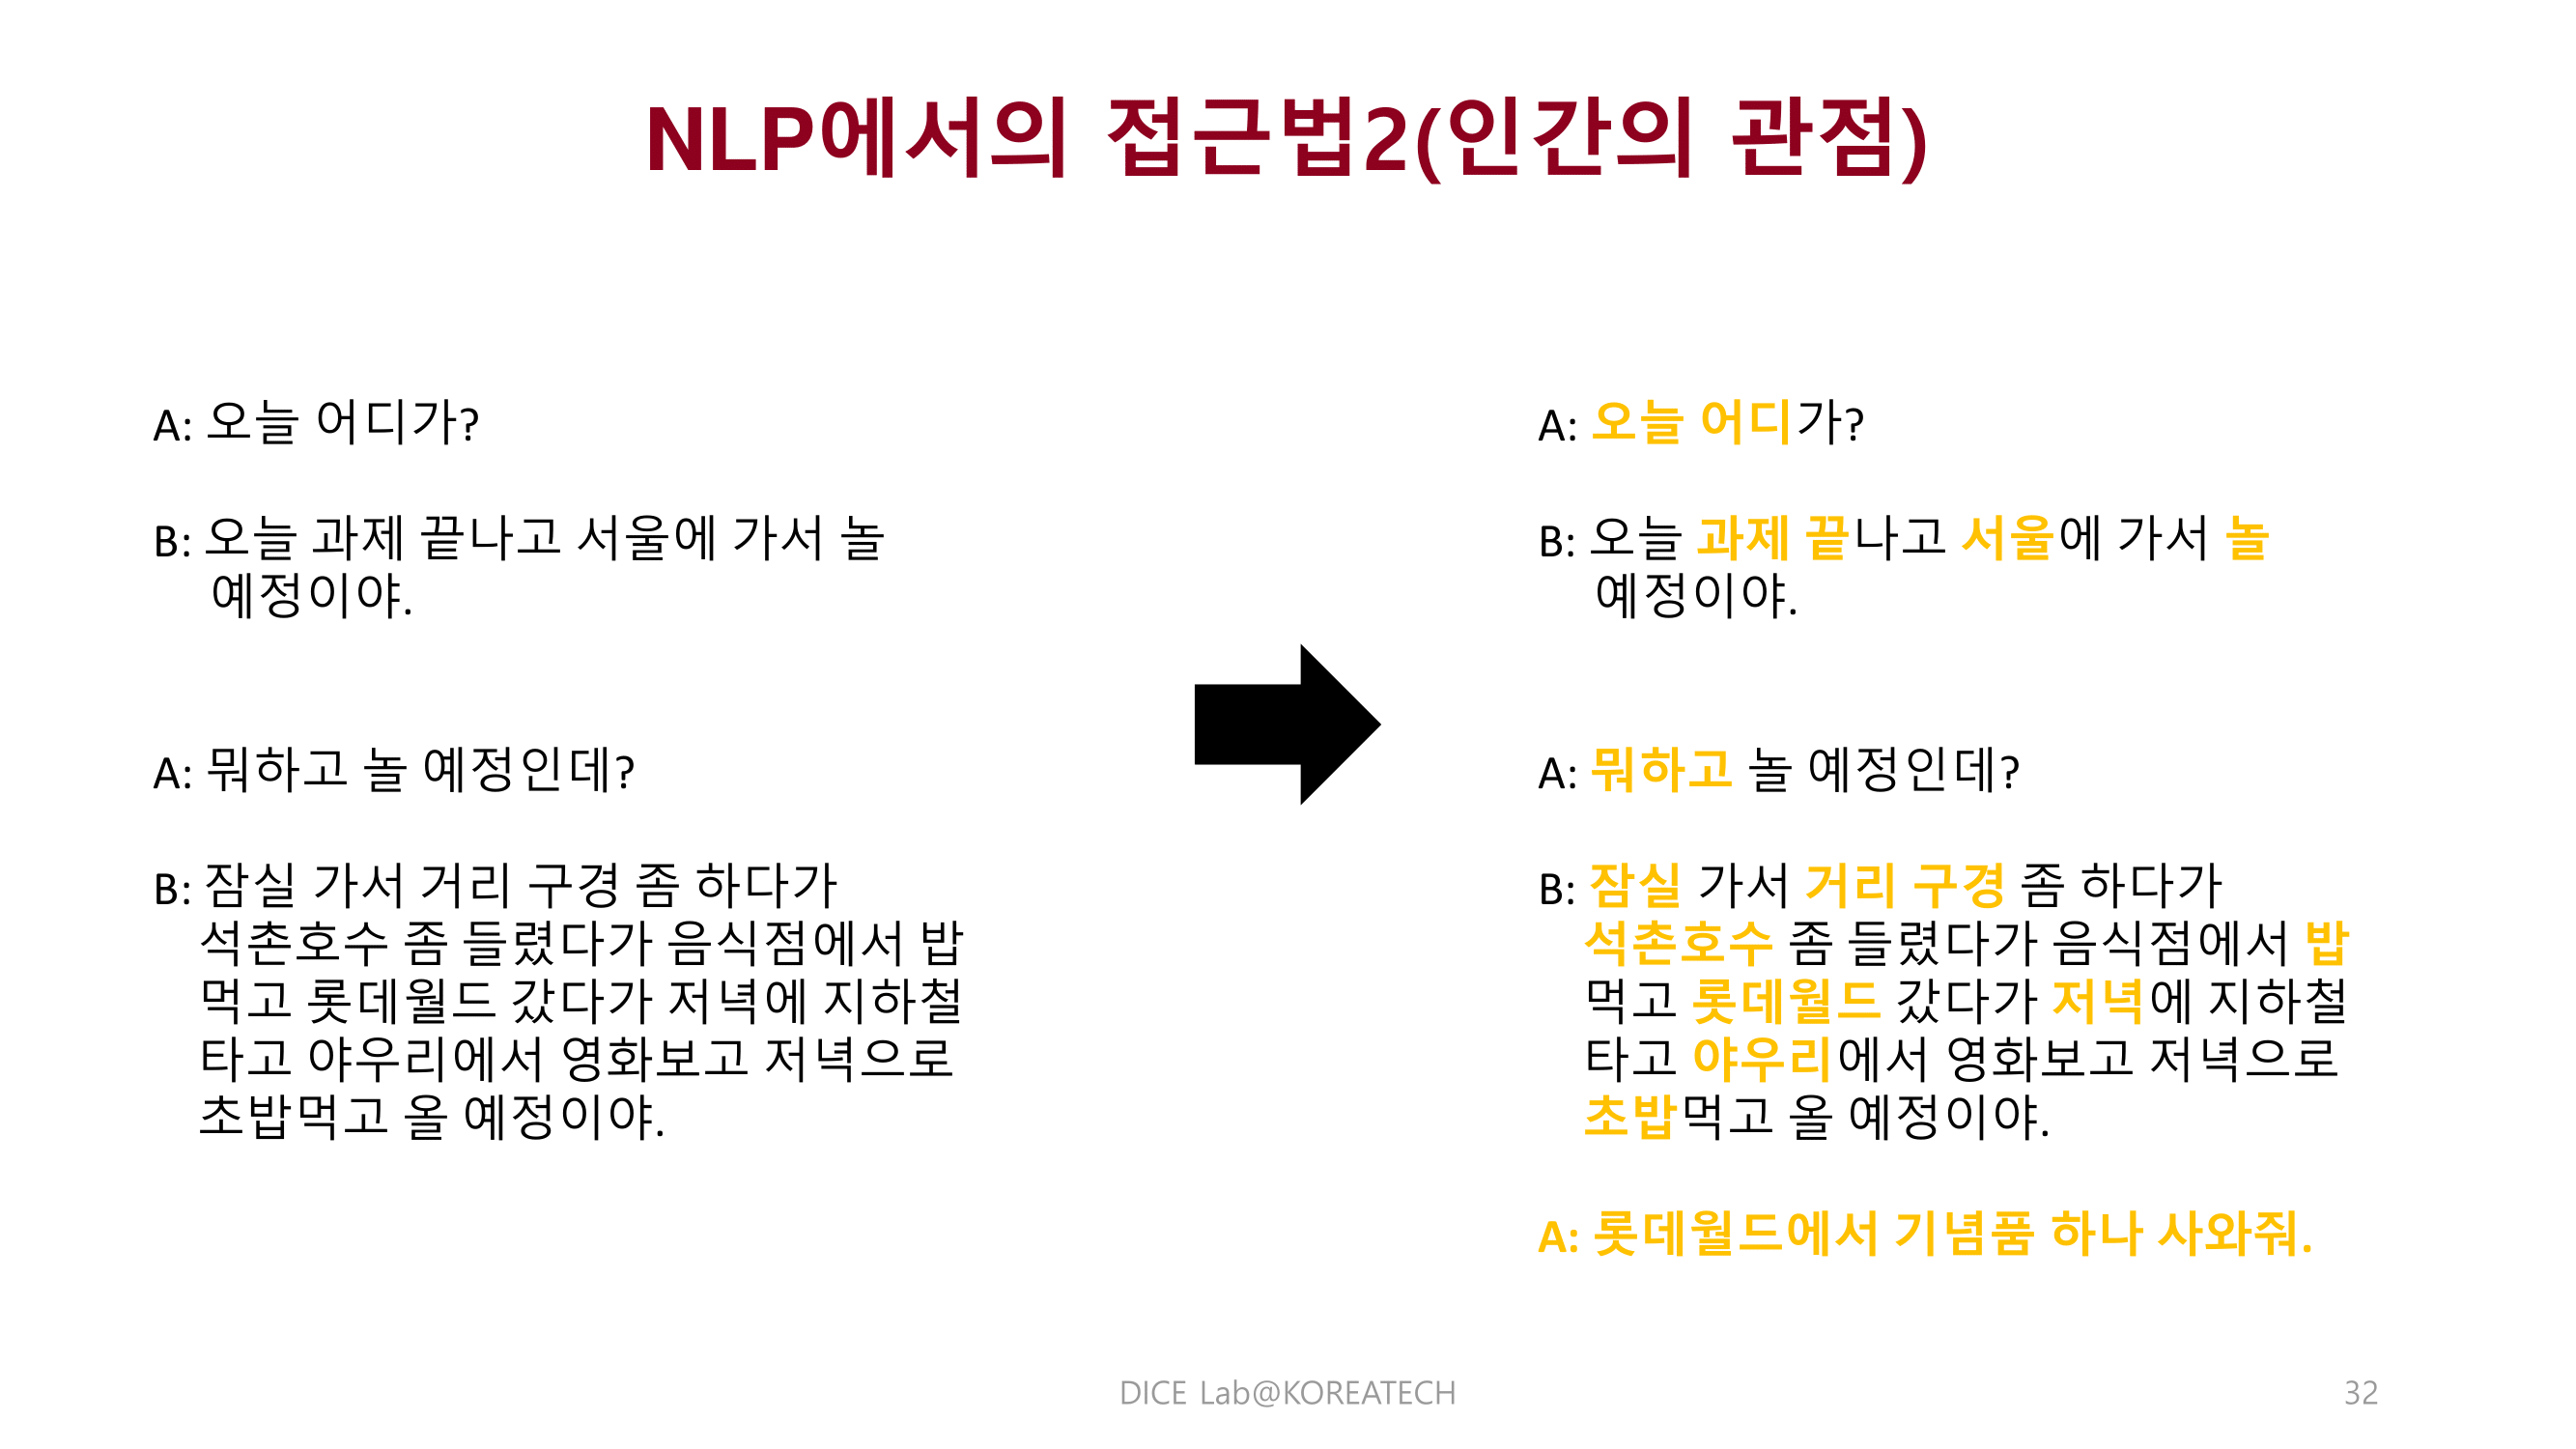 NLP에서의 접근법2(인간의 관점)
A: 오늘 어디가?
B: 오늘 과제 끝나고 서울에 가서 놀
예정이야.
A: 뭐하고 놀 예정인데?
B: 잠실 가서 거리 구경 좀 하다가
석촌호수 좀 들렸다가 음식점에서 밥
먹고 롯데월드 갔다가 저녁에 지하철
타고 야우리에서 영화보고 저녁으로
초밥먹고 올 예정이야.
A: 오늘 어디가?
B: 오늘 과제 끝나고 서울에 가서 놀
예정이야.
A: 뭐하고 놀 예정인데?
B: 잠실 가서 거리 구경 좀 하다가
석촌호수 좀 들렸다가 음식점에서 밥
먹고 롯데월드 갔다가 저녁에 지하철
타고 야우리에서 영화보고 저녁으로
초밥먹고 올 예정이야.
A: 롯데월드에서 기념품 하나 사와줘.
DICE Lab@KOREATECH
32